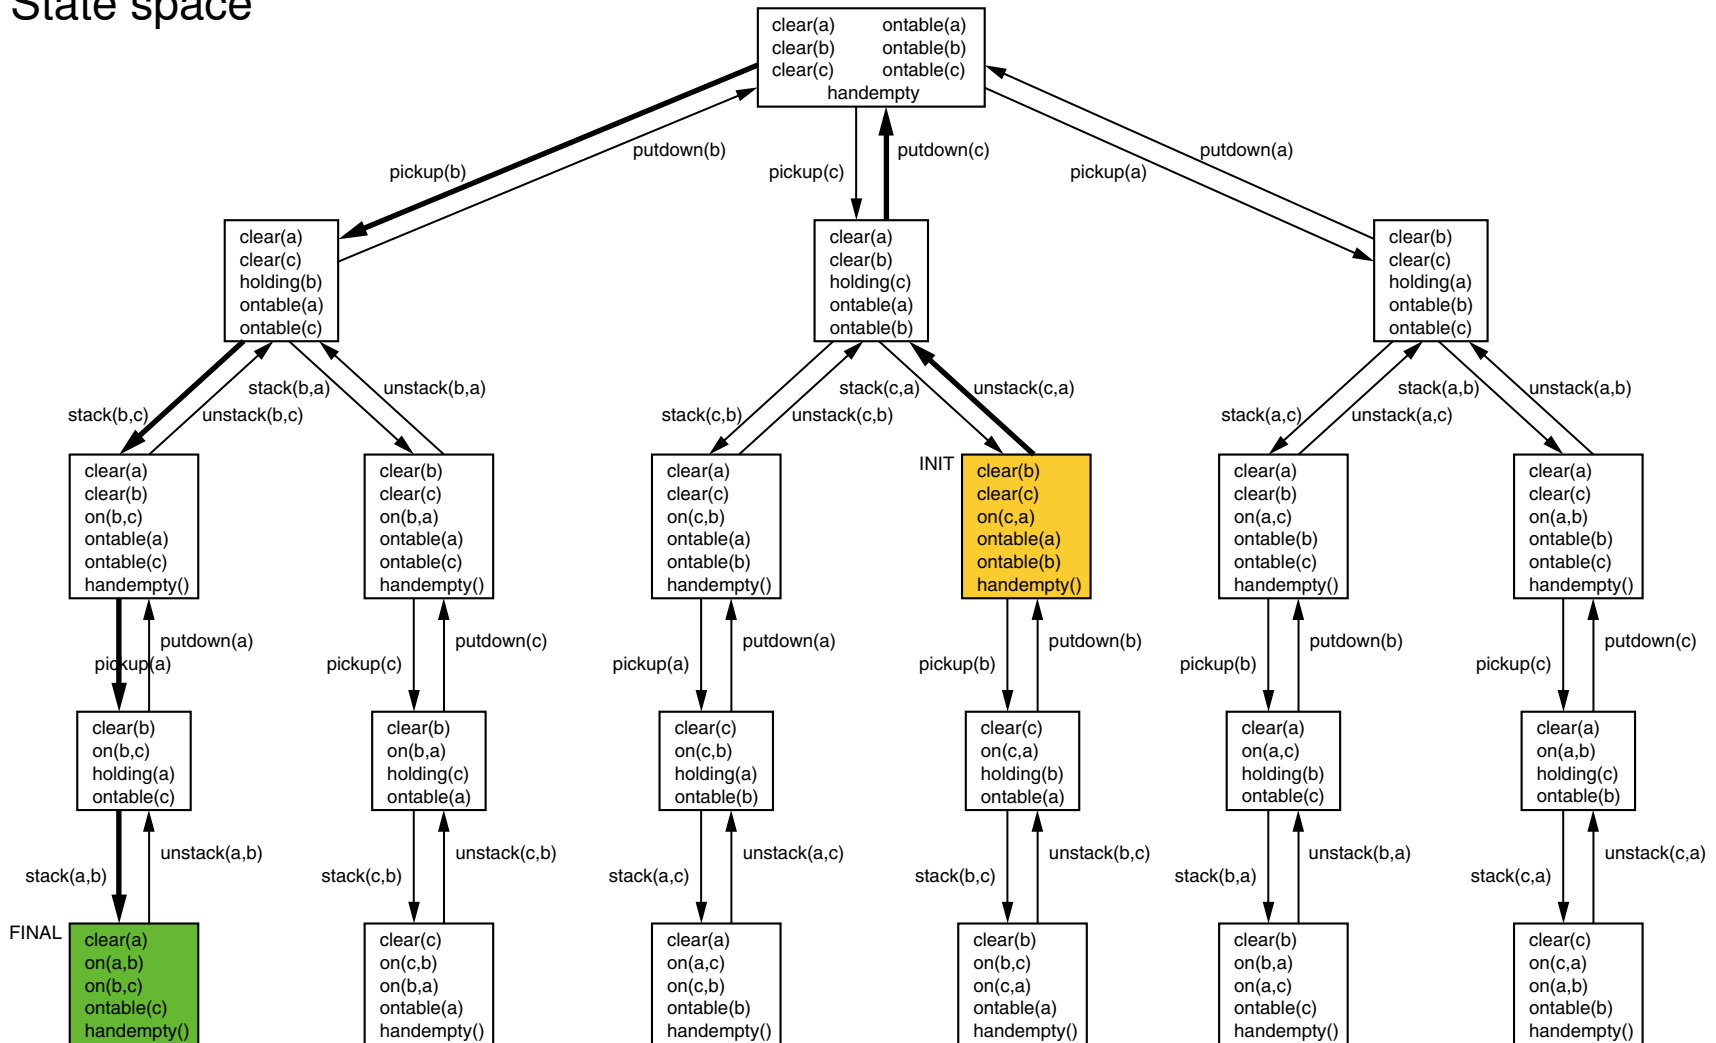 State space
clear(a) ontable(a)
clear(b) ontable(b)
clear(c) ontable(c)
handempty
pickup(b)
putdown(b)
pickup(c)
putdown(c)
pickup(a)
putdown(a)
clear(a)
clear(c)
holding(b)
ontable(a)
ontable(c)
clear(a)
clear(b)
holding(c)
ontable(a)
ontable(b)
clear(b)
clear(c)
holding(a)
ontable(b)
ontable(c)
stack(b,c)
unstack(b,c)
stack(b,a)
unstack(b,a)
stack(c,b)
unstack(c,b)
stack(c,a)
unstack(c,a)
stack(a,c)
unstack(a,c)
stack(a,b)
unstack(a,b)
clear(a)
clear(b)
on(b,c)
ontable(a)
ontable(c)
handempty()
clear(b)
clear(c)
on(b,a)
ontable(a)
ontable(c)
handempty()
clear(a)
clear(c)
on(c,b)
ontable(a)
ontable(b)
handempty()
INIT
clear(b)
clear(c)
on(c,a)
ontable(a)
ontable(b)
handempty()
clear(a)
clear(b)
on(a,c)
ontable(b)
ontable(c)
handempty()
clear(a)
clear(c)
on(a,b)
ontable(b)
ontable(c)
handempty()
pickup(a)
putdown(a)
pickup(c)
putdown(c)
pickup(a)
putdown(a)
pickup(b)
putdown(b)
pickup(b)
putdown(b)
pickup(c)
putdown(c)
clear(b)
on(b,c)
holding(a)
ontable(c)
clear(b)
on(b,a)
holding(c)
ontable(a)
clear(c)
on(c,b)
holding(a)
ontable(b)
clear(c)
on(c,a)
holding(b)
ontable(a)
clear(a)
on(a,c)
holding(b)
ontable(c)
clear(a)
on(a,b)
holding(c)
ontable(b)
stack(a,b)
unstack(a,b)
stack(c,b)
unstack(c,b)
stack(a,c)
unstack(a,c)
stack(b,c)
unstack(b,c)
stack(b,a)
unstack(b,a)
stack(c,a)
unstack(c,a)
FINAL
clear(a)
on(a,b)
on(b,c)
ontable(c)
handempty()
clear(c)
on(c,b)
on(b,a)
ontable(a)
handempty()
clear(a)
on(a,c)
on(c,b)
ontable(b)
handempty()
clear(b)
on(b,c)
on(c,a)
ontable(a)
handempty()
clear(b)
on(b,a)
on(a,c)
ontable(c)
handempty()
clear(c)
on(c,a)
on(a,b)
ontable(b)
handempty()